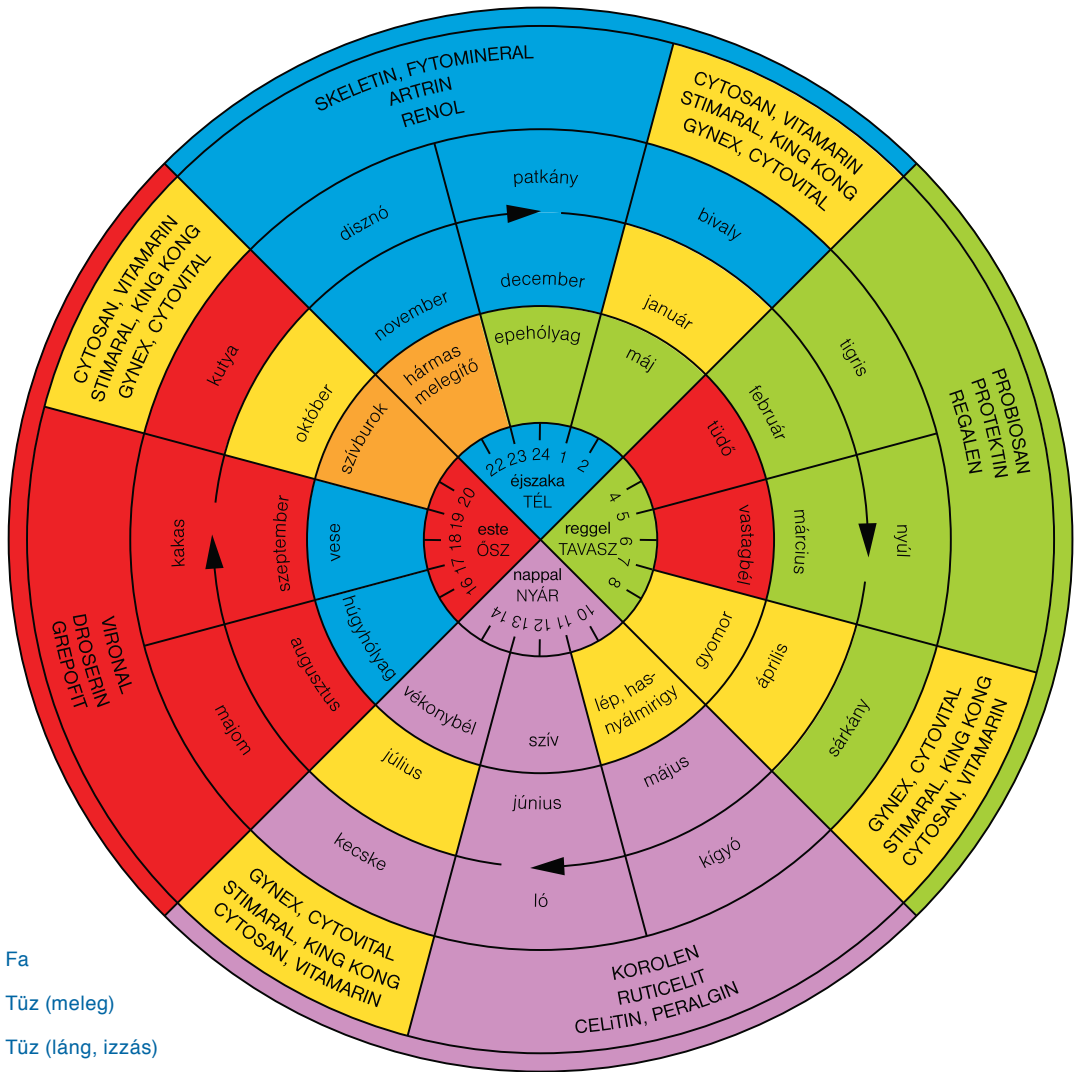 SKELETIN, FYTOMINERAL
ARTRIN
RENOL
CYTOSAN, VITAMARIN
STIMARAL, KING KONG
GYNEX, CYTOVITAL
PROBIOSAN
PROTEKTIN
REGALEN
GYNEX, CYTOVITAL
STIMARAL, KING KONG
CYTOSAN, VITAMARIN
KOROLEN
RUTICELIT
CELiTIN, PERALGIN
GYNEX, CYTOVITAL
STIMARAL, KING KONG
CYTOSAN, VITAMARIN
VIRONAL
DROSERIN
GREPOFIT
CYTOSAN, VITAMARIN
STIMARAL, KING KONG
GYNEX, CYTOVITAL
patkány
bivaly
tigris
nyúl
sárkány
kígyó
ló
kecske
majom
kakas
kutya
disznó
december
január
február
március
április
május
június
július
augusztus
szeptember
október
november
epehólyag
máj
tüdő
vastagbél
gyomor
lép, has-
nyálmirigy
szív
vékonybél
húgyhólyag
vese
szívburok
hármas
melegítő
22 23 24 1 2
éjszaka
TÉL
4 5 6 7 8
reggel
TAVASZ
10 11 12 13 14
nappal
NYÁR
16 17 18 19 20
este
ŐSZ
Fa
Tüz (meleg)
Tüz (láng, izzás)